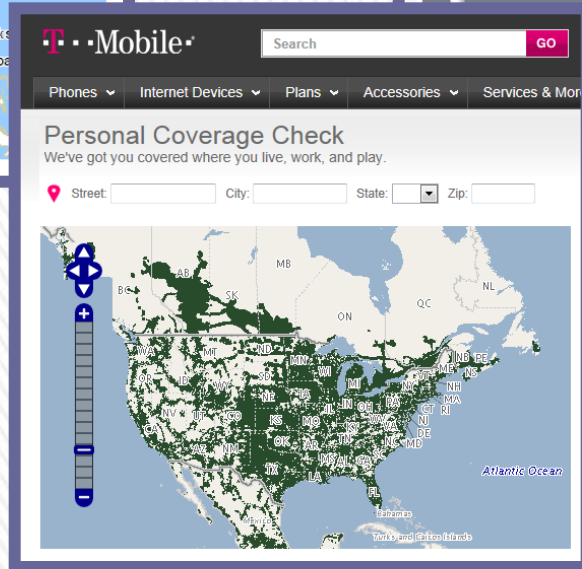 T··Mobile·
Search
GO
Phones
Internet Devices
Plans
Accessories
Services & Mor
Personal Coverage Check
We've got you covered where you live, work, and play.
Street:
City:
State:
Zip:
AB
MB
BC
SK
ON
QC
NL
WA
MT
ND
MN
NB
PE
ME
NS
OR
ID
WY
SD
WI
MI
NY
NH
MA
RI
CT
NJ
DE
MD
NE
IA
IL
IN
OH
PA
NV
UT
CO
KS
MO
KY
WV
VA
CA
AZ
NM
OK
AR
TN
NC
TX
LA
MS
AL
GA
FL
Atlantic Ocean
Mexico
Bahamas
Turks and Caicos Islands